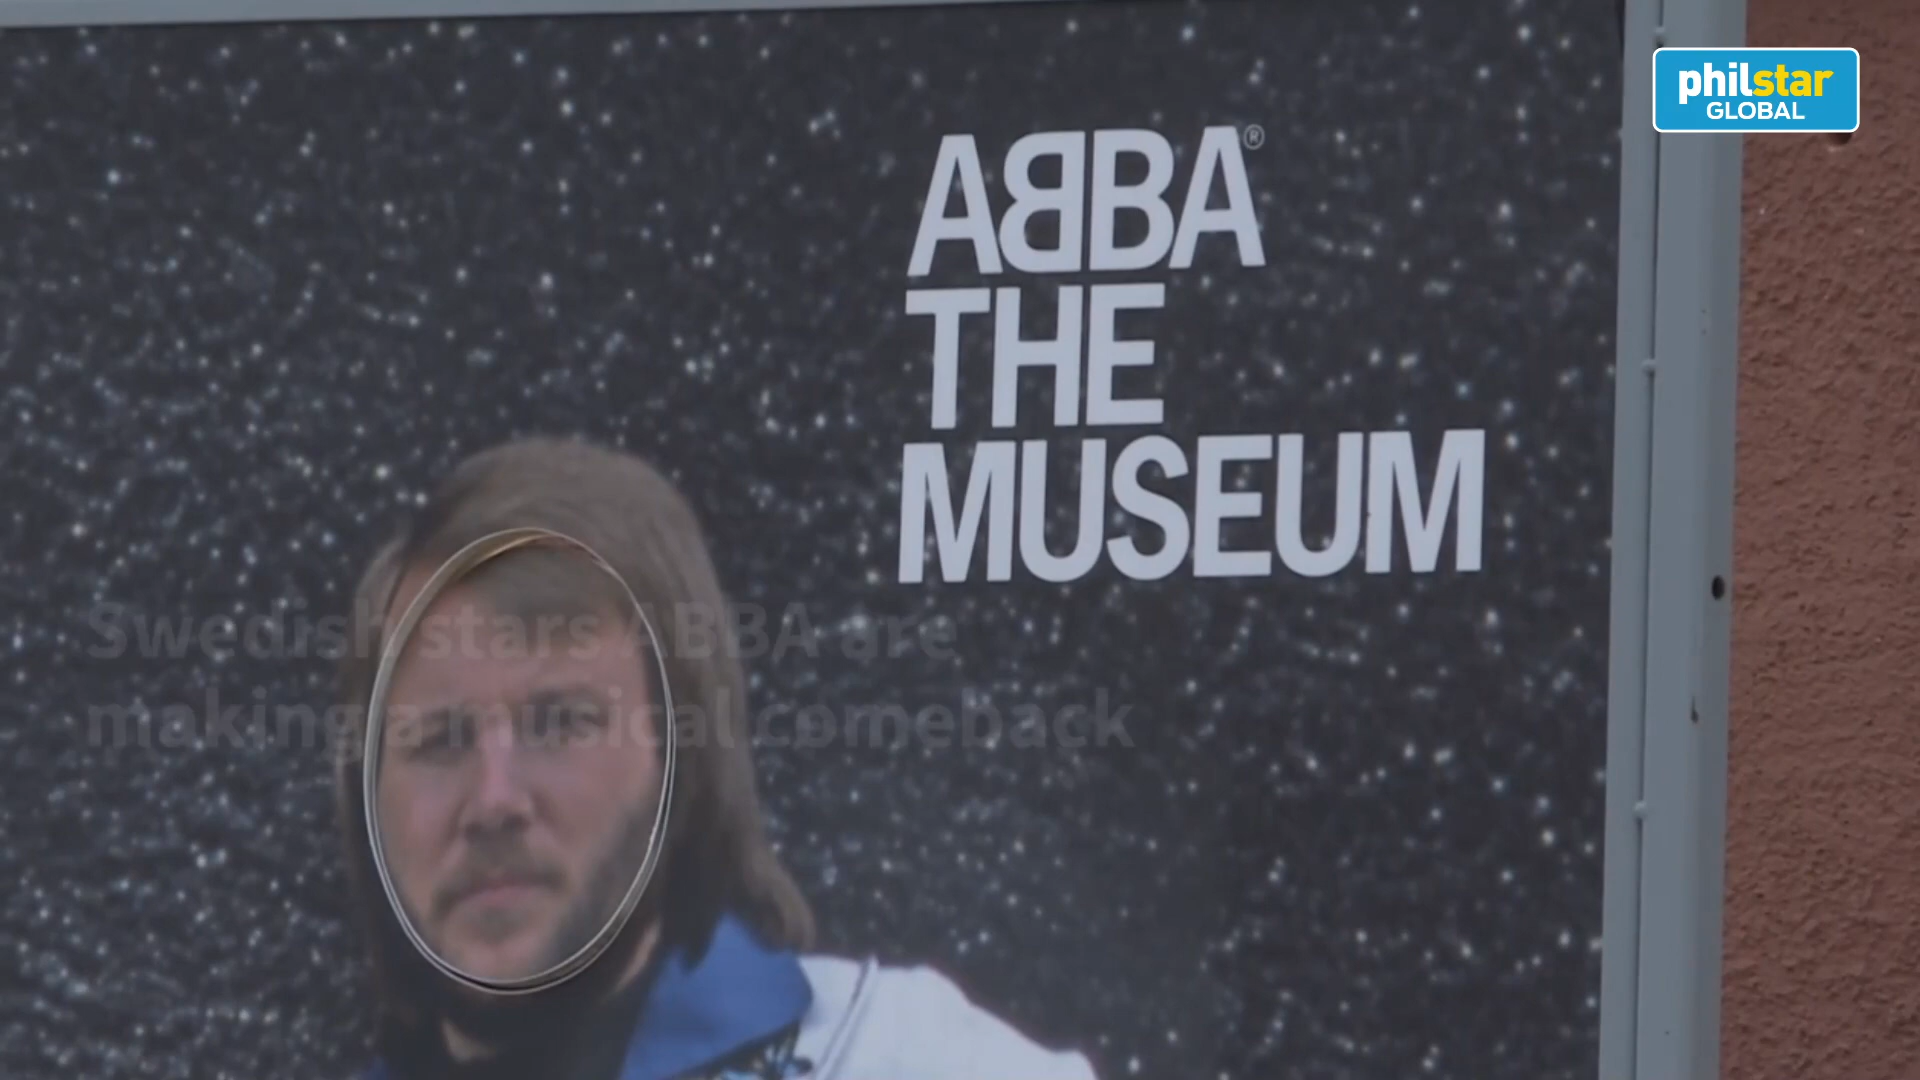 philstar
GLOBAL
ABBA®
THE
MUSEUM
Swedish stars ABBA are
making a musical comeback